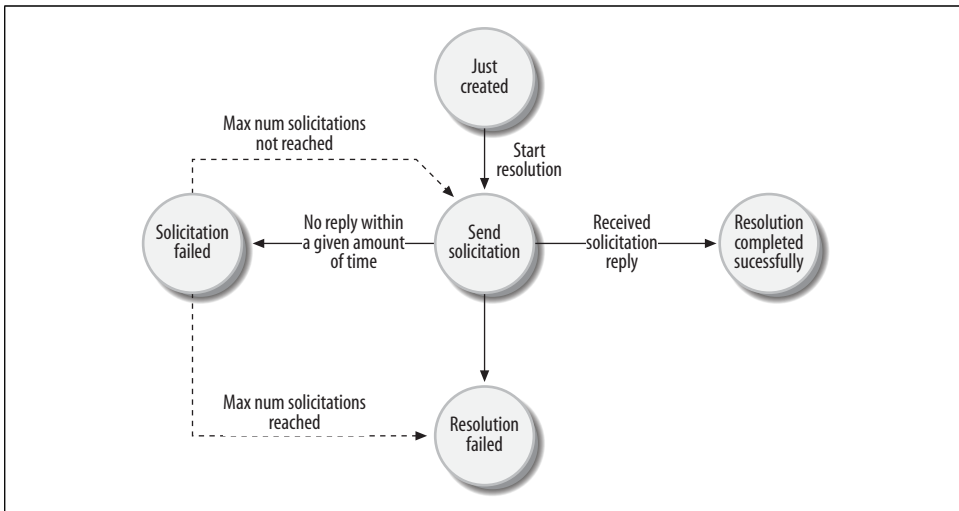 Just
created
Max num solicitations
not reached
Start
resolution
Solicitation
failed
No reply within
a given amount
of time
Send
solicitation
Received
solicitation
reply
Resolution
completed
sucessfully
Max num solicitations
reached
Resolution
failed